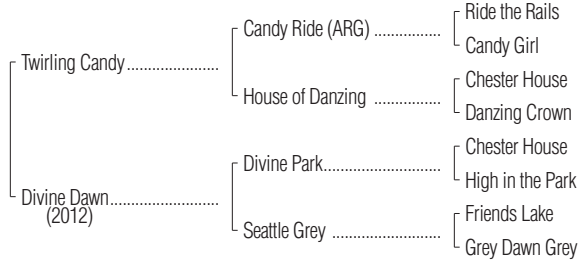 Ride the Rails
Candy Ride (ARG) ................
Candy Girl
Twirling Candy ......................
Chester House
House of Danzing ................
Danzing Crown
Chester House
Divine Park.......................
High in the Park
Divine Dawn..........................
(2012)
Friends Lake
Seattle Grey ....................
Grey Dawn Grey